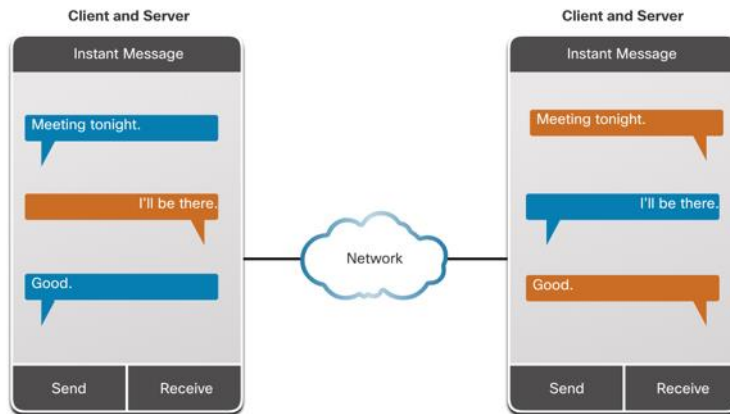 Client and Server
Instant Message
Meeting tonight.
I'll be there.
Good.
Send
Receive
Network
Client and Server
Instant Message
Meeting tonight.
I'll be there.
Good.
Send
Receive